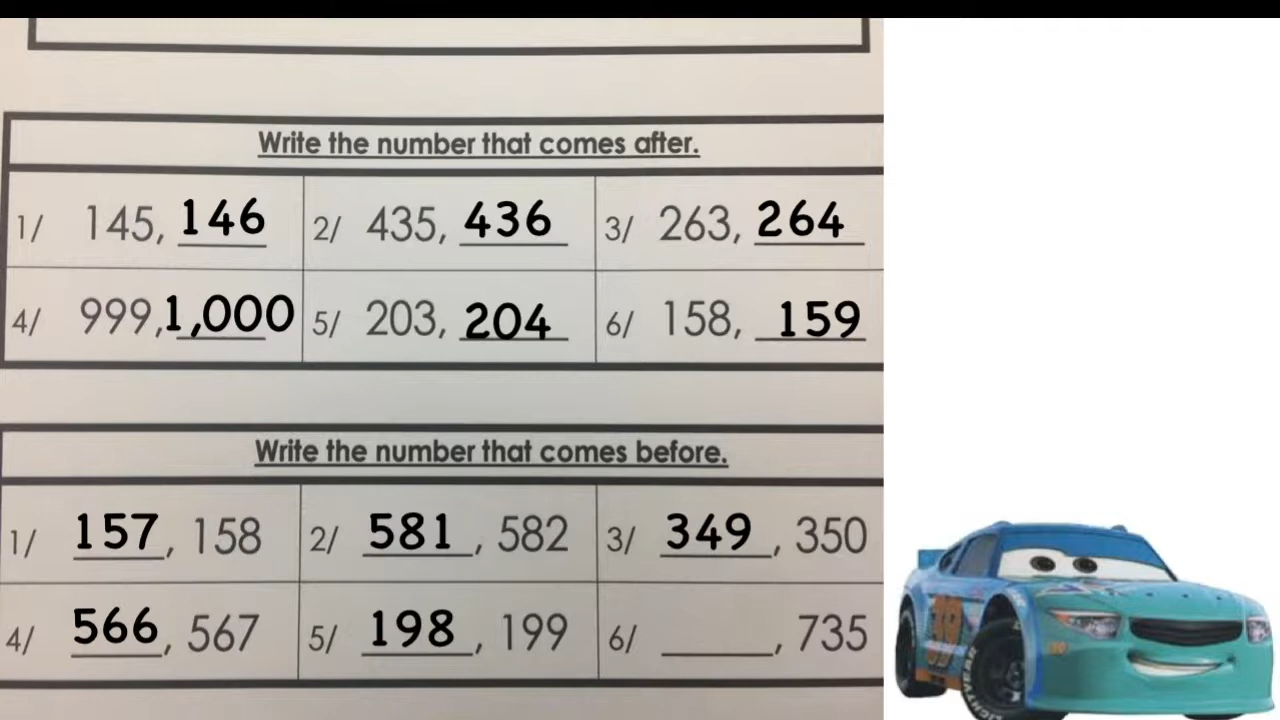 Write the number that comes after.
1/ 145, 146 2/ 435, 436 3/ 263, 264
4/ 999, 1,000 5/ 203, 204 6/ 158, 159
Write the number that comes before.
1/ 157, 158 2/ 581, 582 3/ 349, 350
4/ 566, 567 5/ 198, 199 6/ ______, 735